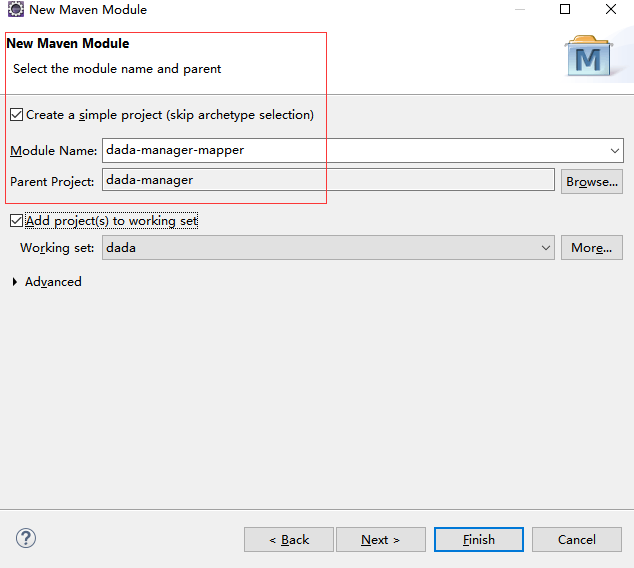 New Maven Module
New Maven Module
Select the module name and parent
M
Create a simple project (skip archetype selection)
Module Name: dada-manager-mapper
Parent Project: dada-manager Browse...
Add project(s) to working set
Working set: dada More...
Advanced
? < Back Next > Finish Cancel